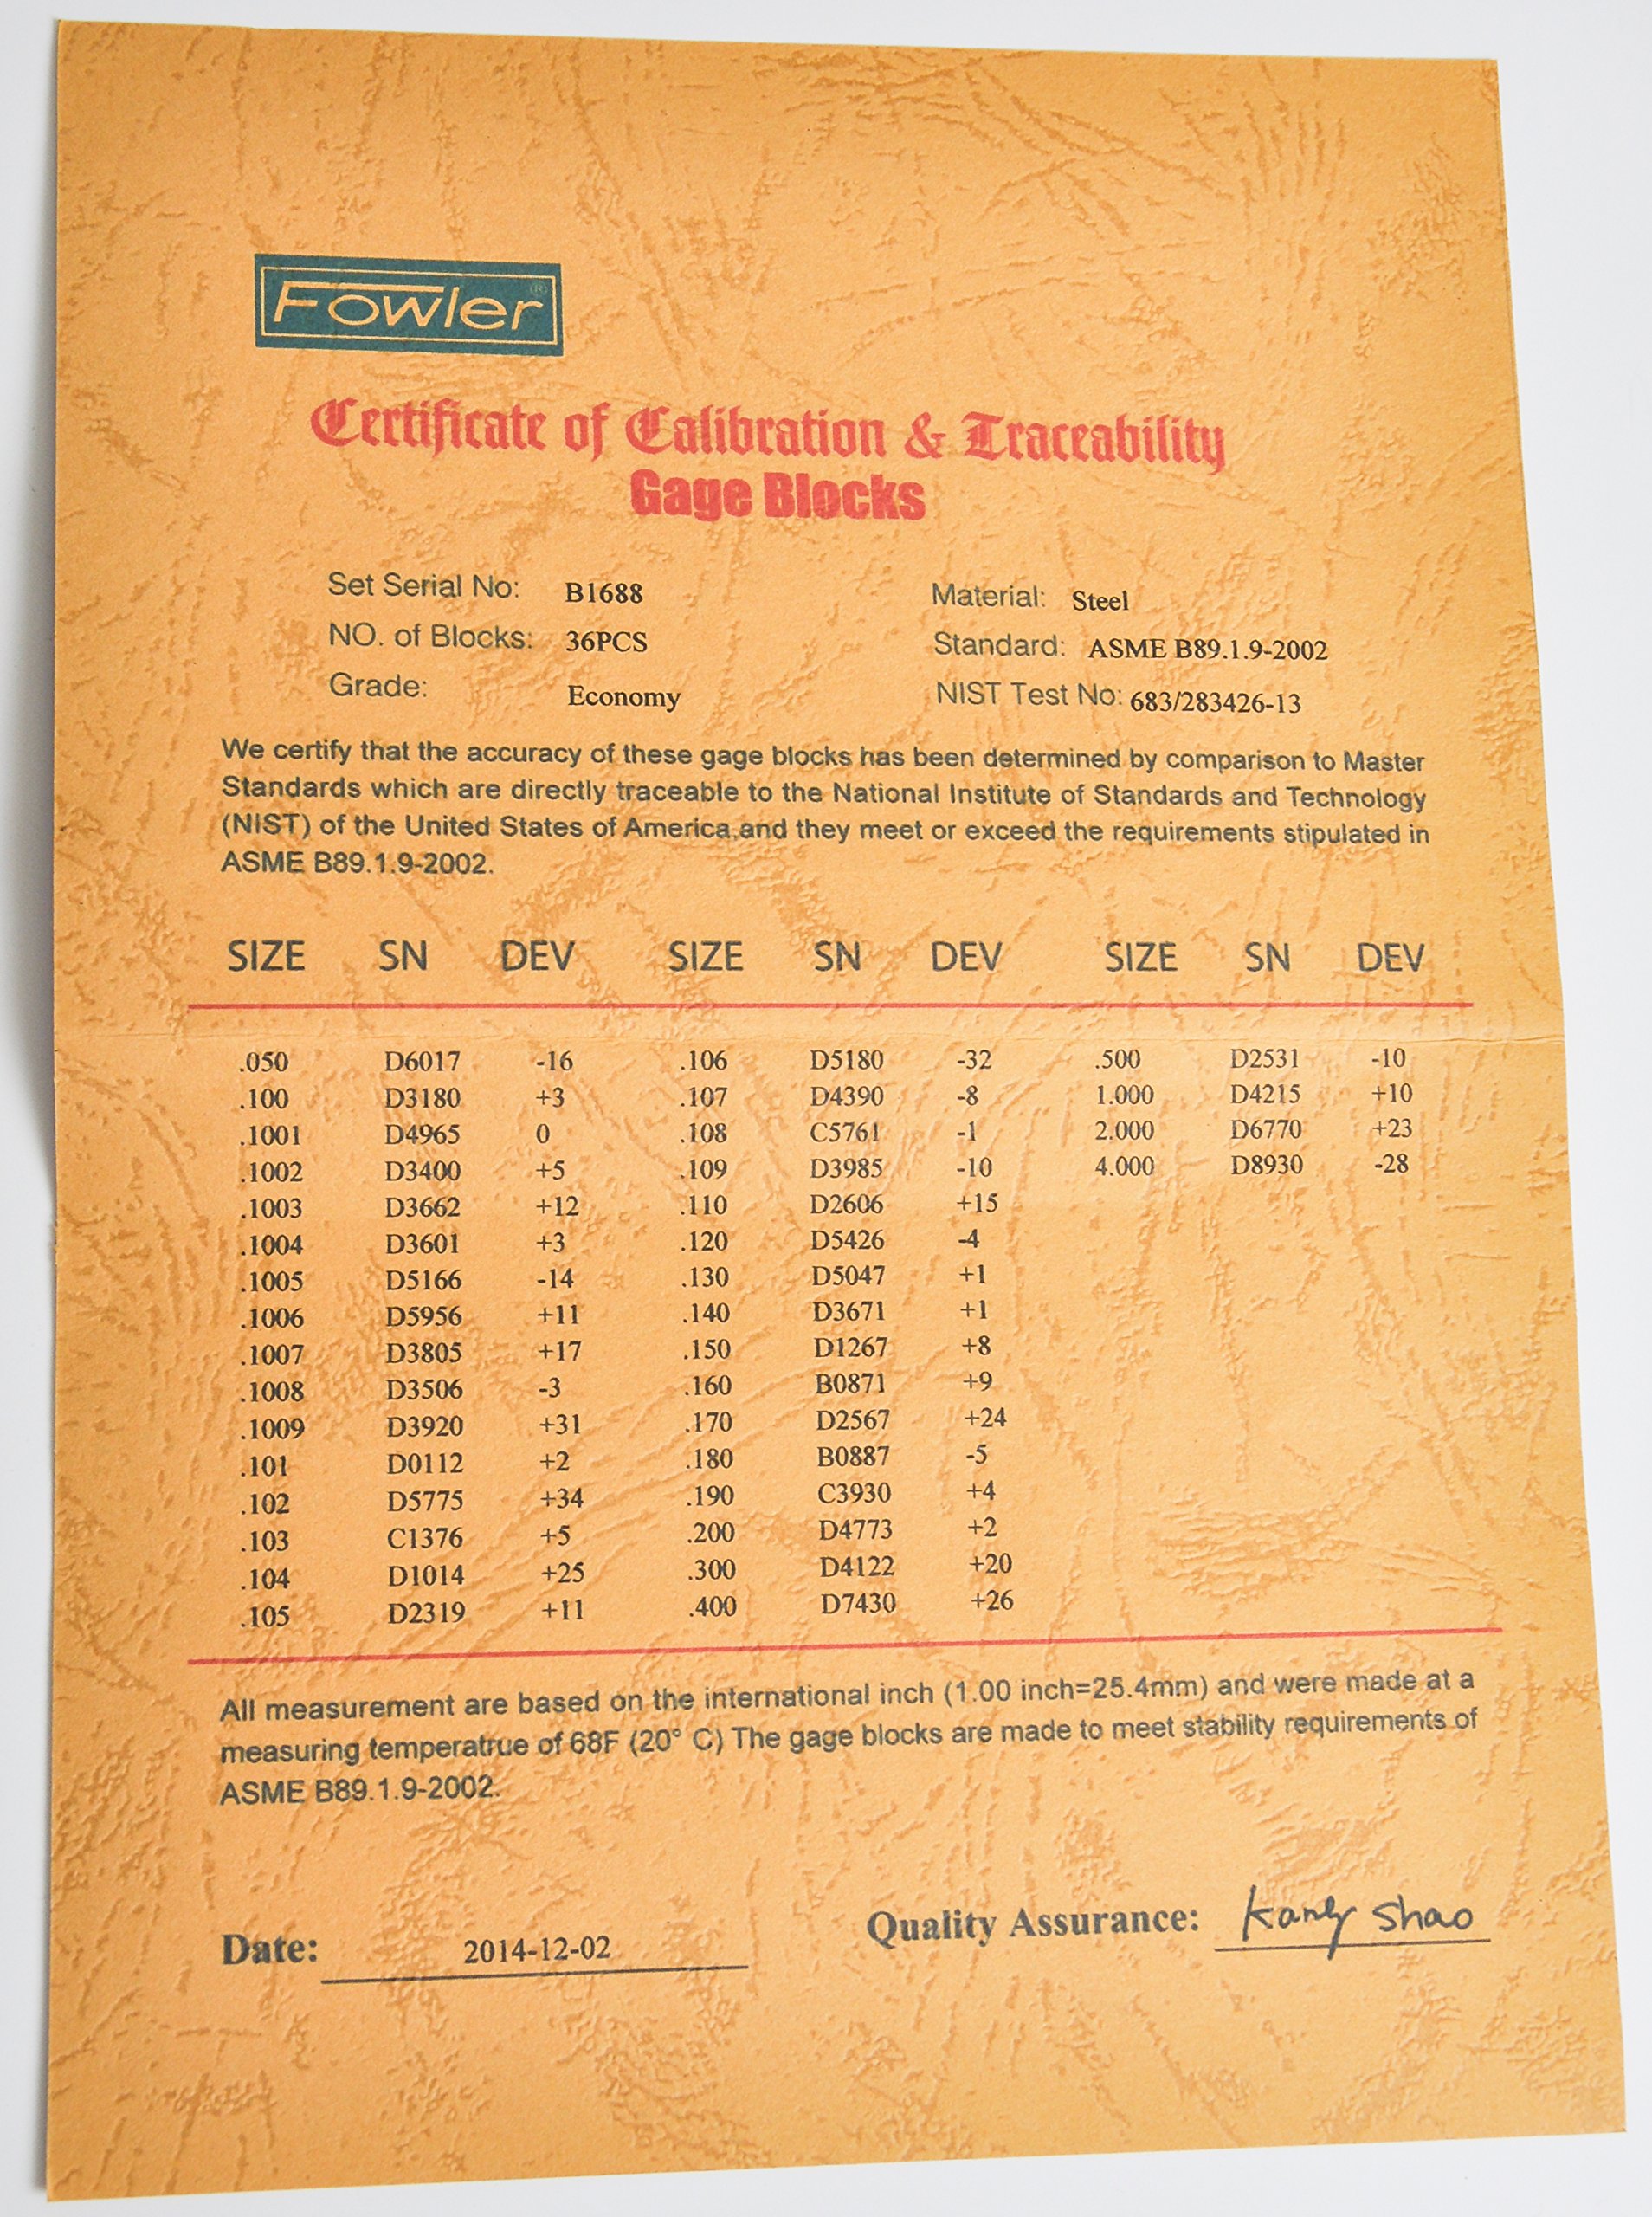 Fowler®
Certificate of Calibration & Traceability
Gage Blocks
Set Serial No: B1688 Material: Steel
NO. of Blocks: 36PCS Standard: ASME B89.1.9-2002
Grade: Economy NIST Test No: 683/283426-13
We certify that the accuracy of these gage blocks has been determined by comparison to Master
Standards which are directly traceable to the National Institute of Standards and Technology
(NIST) of the United States of America,and they meet or exceed the requirements stipulated in
ASME B89.1.9-2002.
SIZE SN DEV SIZE SN DEV SIZE SN DEV
.050 D6017 -16 .106 D5180 -32 .500 D2531 -10
.100 D3180 +3 .107 D4390 -8 1.000 D4215 +10
.1001 D4965 0 .108 C5761 -1 2.000 D6770 +23
.1002 D3400 +5 .109 D3985 -10 4.000 D8930 -28
.1003 D3662 +12 .110 D2606 +15
.1004 D3601 +3 .120 D5426 -4
.1005 D5166 -14 .130 D5047 +1
.1006 D5956 +11 .140 D3671 +1
.1007 D3805 +17 .150 D1267 +8
.1008 D3506 -3 .160 B0871 +9
.1009 D3920 +31 .170 D2567 +24
.101 D0112 +2 .180 B0887 -5
.102 D5775 +34 .190 C3930 +4
.103 C1376 +5 .200 D4773 +2
.104 D1014 +25 .300 D4122 +20
.105 D2319 +11 .400 D7430 +26
All measurement are based on the international inch (1.00 inch=25.4mm) and were made at a
measuring temperatrue of 68F (20° C) The gage blocks are made to meet stability requirements of
ASME B89.1.9-2002.
Date: 2014-12-02 Quality Assurance: Shao